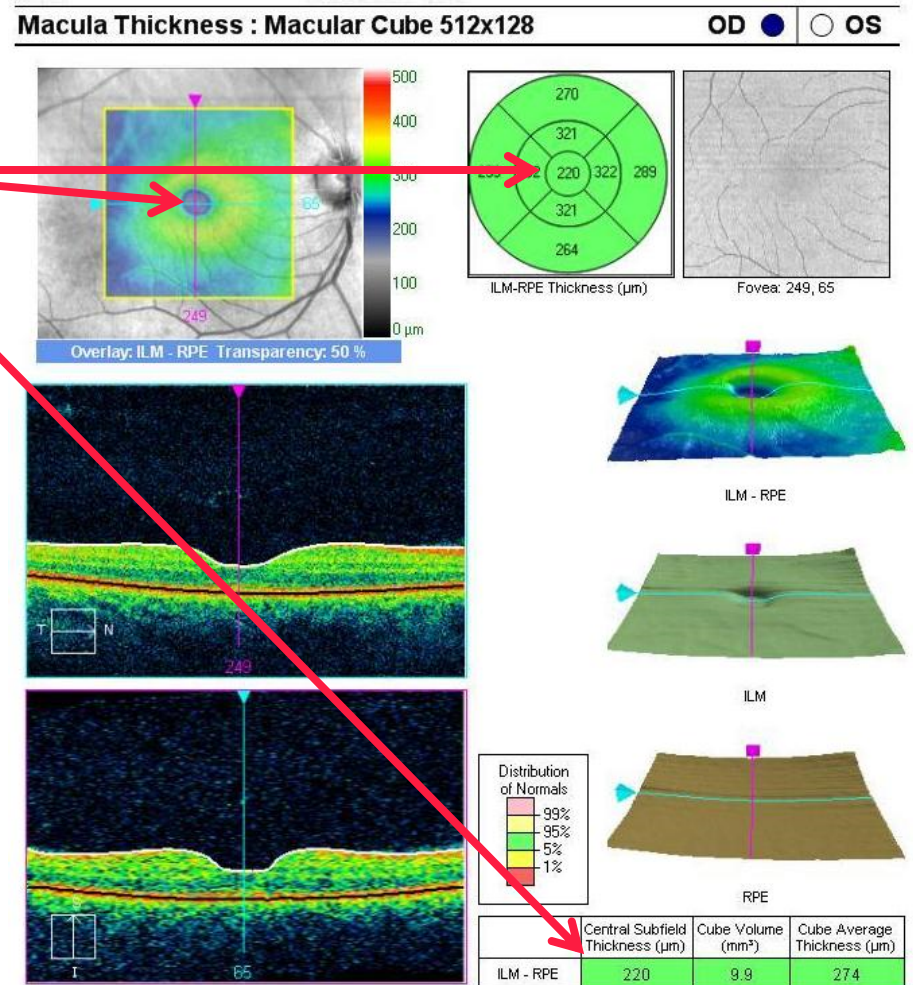 Macula Thickness : Macular Cube 512x128 OD OS
500
400
300
200
100
0 µm
65
249
Overlay: ILM - RPE Transparency: 50 %
270
321
220 322 289
321
264
ILM-RPE Thickness (µm)
Fovea: 249, 65
ILM - RPE
T N
249
ILM
S
I
65
Distribution
of Normals
99%
95%
5%
1%
RPE
Central Subfield Thickness (µm) Cube Volume (mm³) Cube Average Thickness (µm)
ILM - RPE 220 9.9 274